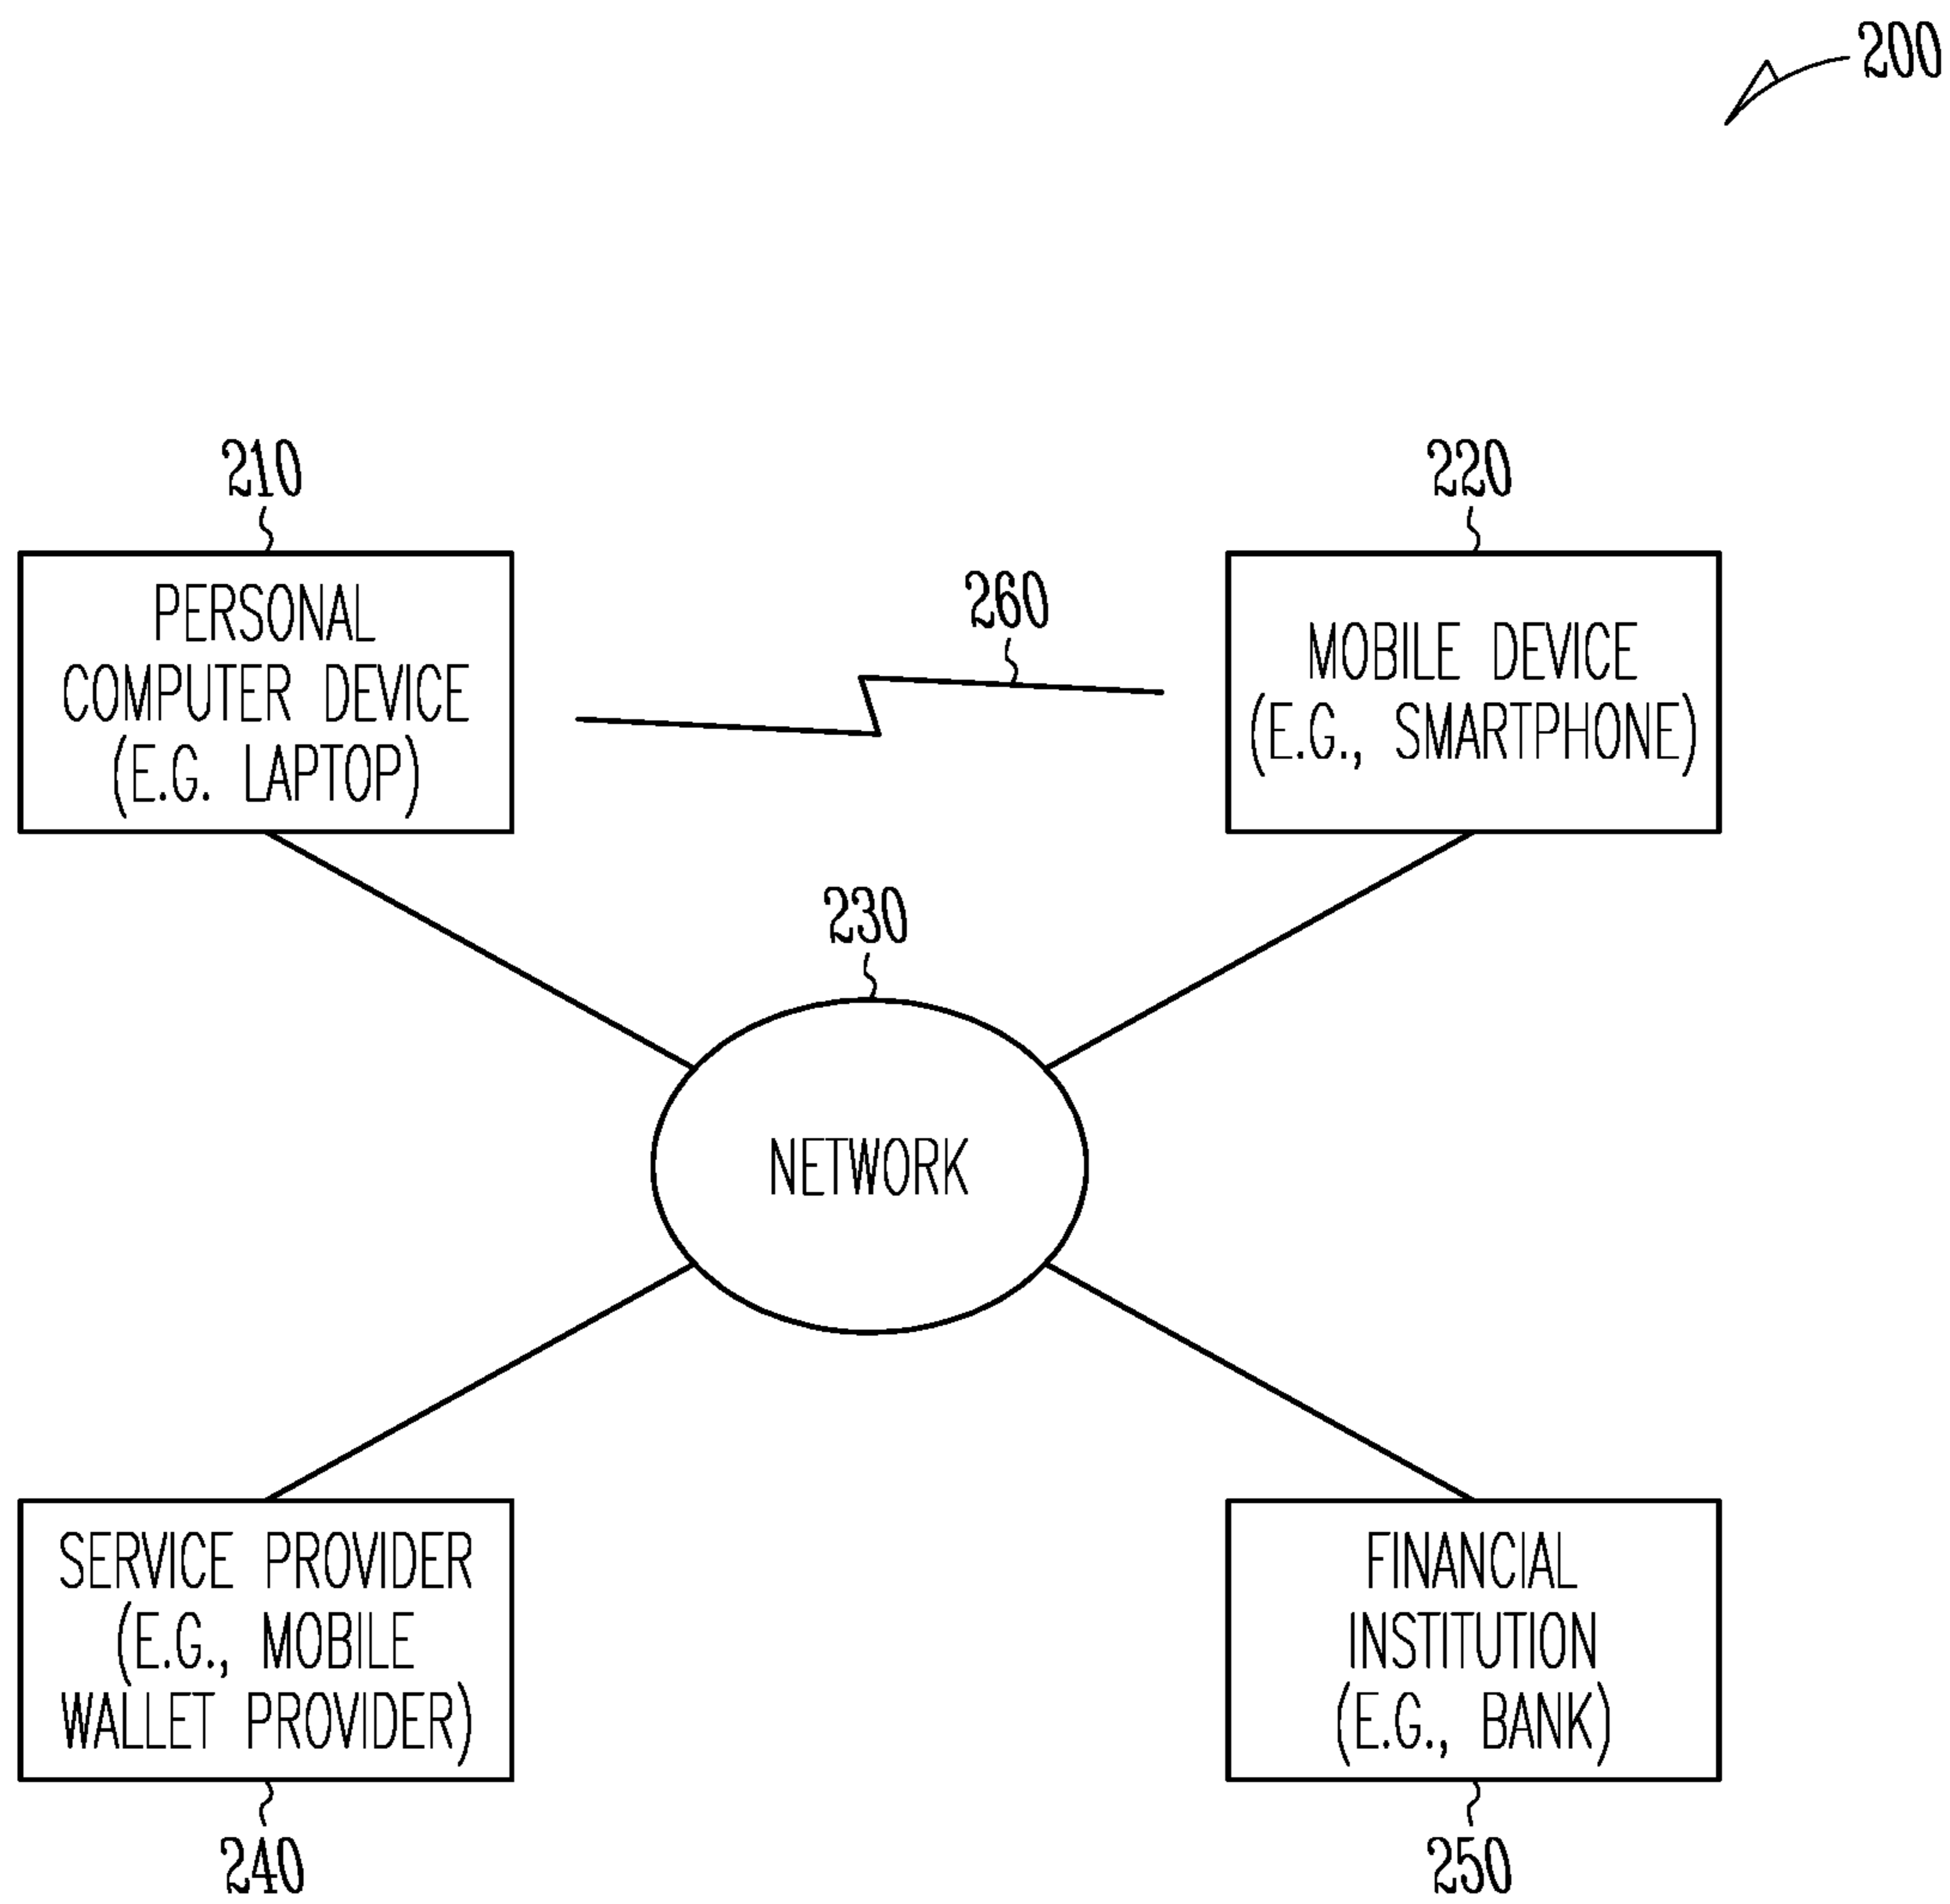 200
210
PERSONAL
COMPUTER DEVICE
(E.G. LAPTOP)
260
220
MOBILE DEVICE
(E.G., SMARTPHONE)
230
NETWORK
SERVICE PROVIDER
(E.G., MOBILE
WALLET PROVIDER)
240
FINANCIAL
INSTITUTION
(E.G., BANK)
250